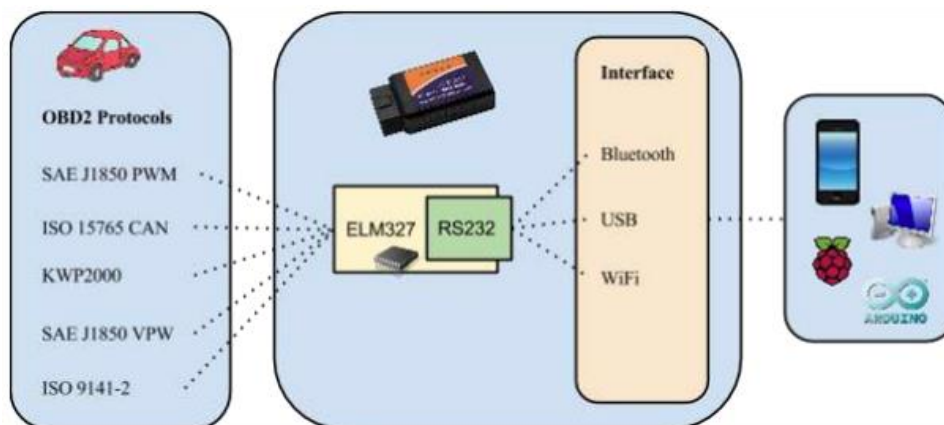 OBD2 Protocols
SAE J1850 PWM
ISO 15765 CAN
KWP2000
SAE J1850 VPW
ISO 9141-2
ELM327
RS232
Interface
Bluetooth
USB
WiFi
ARDUINO